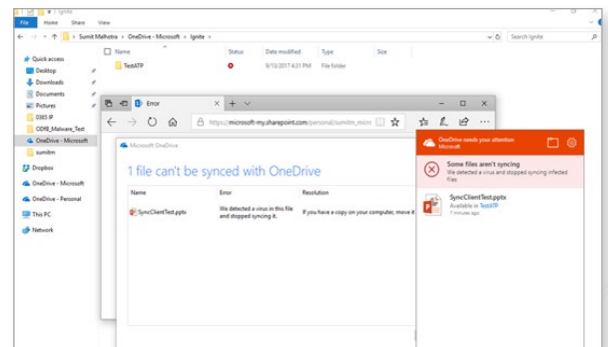 Ignite
File Home Share View
Sumit Malhotra > OneDrive - Microsoft > Ignite >
Search Ignite
Name Status Date modified Type Size
TestATP 9/13/2017 4:31 PM File folder
Quick access
Desktop
Downloads
Documents
Pictures
0365 IP
ODfB_Malware_Test
OneDrive - Microsoft
sumitm
Dropbox
OneDrive - Microsoft
OneDrive - Personal
This PC
Network
Error
https://microsoft-my.sharepoint.com/personal/sumitm_micro
Microsoft OneDrive
1 file can't be synced with OneDrive
Name Error Resolution
SyncClientTest.pptx
We detected a virus in this file
and stopped syncing it.
If you have a copy on your computer, move it
OneDrive needs your attention
Microsoft
Some files aren't syncing
We detected a virus and stopped syncing infected
files
SyncClientTest.pptx
Available in TestATP
7 minutes ago